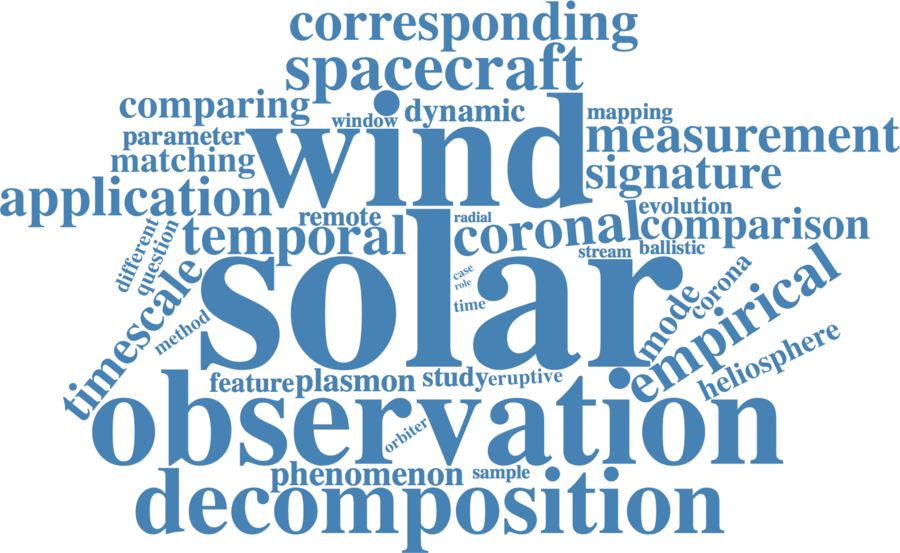 corresponding
spacecraft
comparing
wind
window
dynamic
mapping
parameter
measurement
matching
signature
application
remote
radial
evolution
temporal
coronal
comparison
different
question
solar
stream
ballistic
timescale
case
role
time
mode
corona
empirical
method
heliosphere
feature
plasmon
study
eruptive
observation
orbiter
phenomenon
sample
decomposition